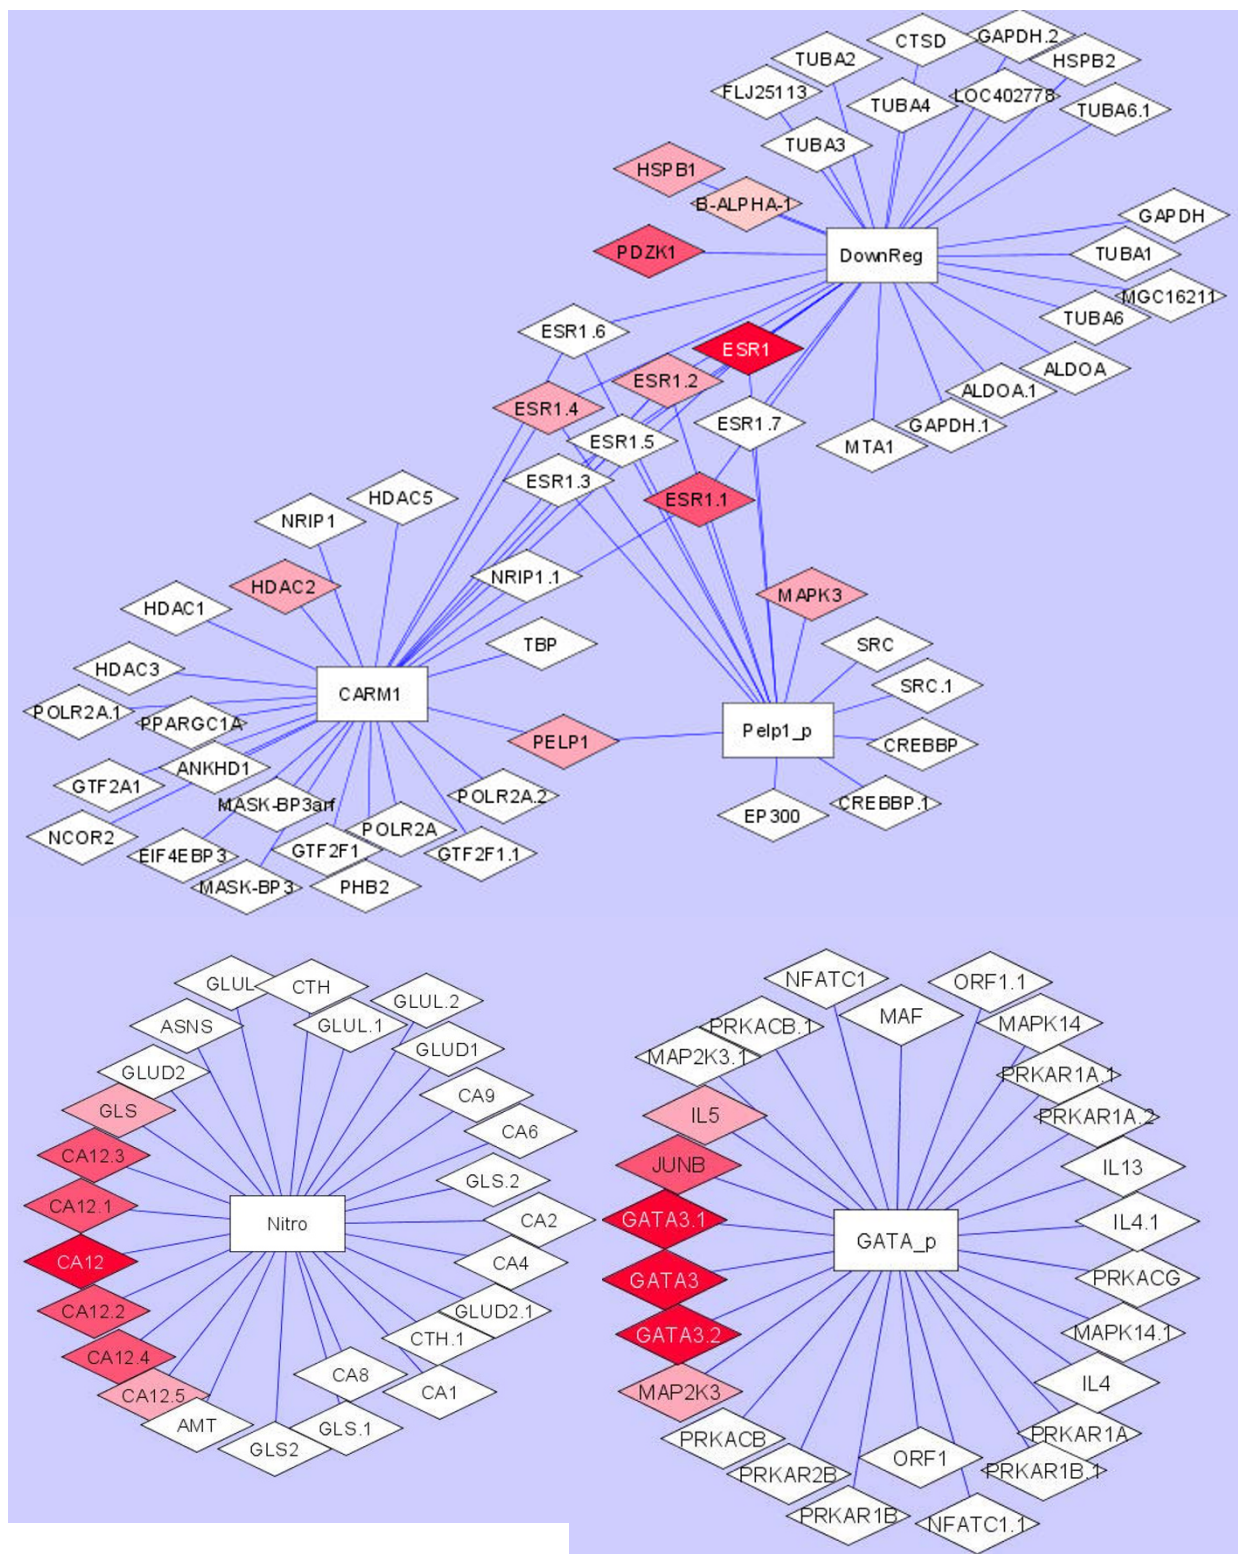 CTSD
GAPDH.2
TUBA2
HSPB2
FLJ25113
TUBA4
LOC402778
TUBA6.1
TUBA3
HSPB1
B-ALPHA-1
GAPDH
PDZK1
DownReg
TUBA1
MGC16211
TUBA6
ESR1.6
ESR1
ALDOA
ESR1.2
ALDOA.1
ESR1.4
ESR1.7
GAPDH.1
ESR1.5
MTA1
ESR1.3
HDAC5
ESR1.1
NRIP1
NRIP1.1
HDAC2
MAPK3
HDAC1
TBP
SRC
HDAC3
SRC.1
CARM1
POLR2A.1
PPARGC1A
Pelp1_p
PELP1
CREBBP
ANKHD1
GTF2A1
POLR2A.2
MASK-BP3arf
CREBBP.1
EP300
NCOR2
POLR2A
GTF2F1
GTF2F1.1
EIF4EBP3
MASK-BP3
PHB2
GLUL
CTH
GLUL.2
ASNS
GLUL.1
GLUD1
GLUD2
CA9
GLS
CA6
CA12.3
GLS.2
CA12.1
Nitro
CA2
CA12
CA4
CA12.2
GLUD2.1
CTH.1
CA12.4
CA8
CA12.5
CA1
AMT
GLS.1
GLS2
NFATC1
ORF1.1
MAF
PRKACB.1
MAPK14
MAP2K3.1
PRKAR1A.1
IL5
PRKAR1A.2
JUNB
IL13
GATA3.1
IL4.1
GATA_p
GATA3
PRKACG
GATA3.2
MAPK14.1
MAP2K3
IL4
PRKACB
PRKAR1A
ORF1
PRKAR2B
PRKAR1B.1
PRKAR1B
NFATC1.1